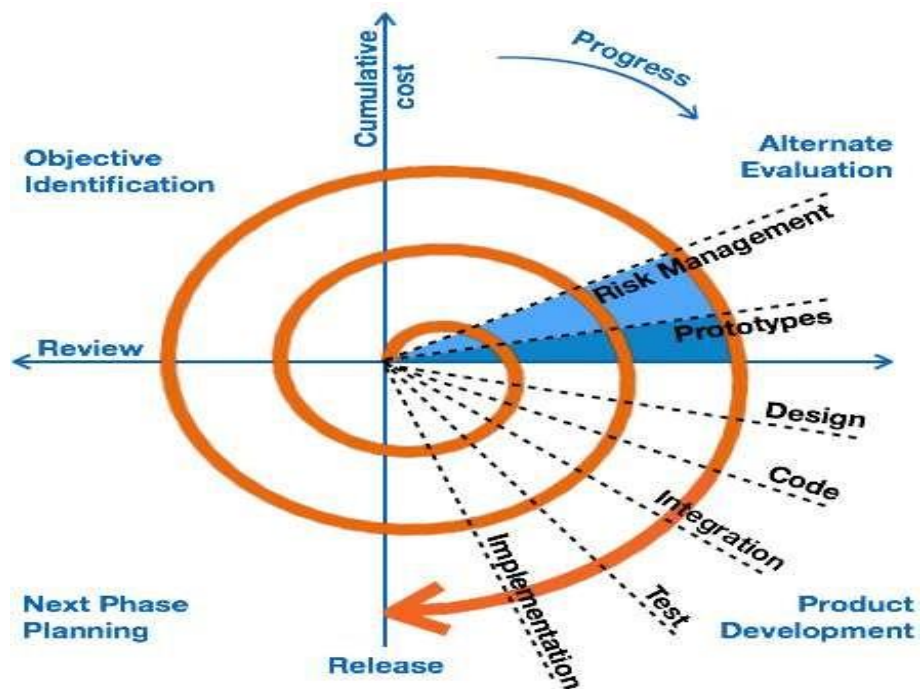 Cumulative
cost
Progress
Objective
Identification
Alternate
Evaluation
Risk Management
Prototypes
Review
Design
Code
Integration
Test
Implementation
Next Phase
Planning
Product
Development
Release